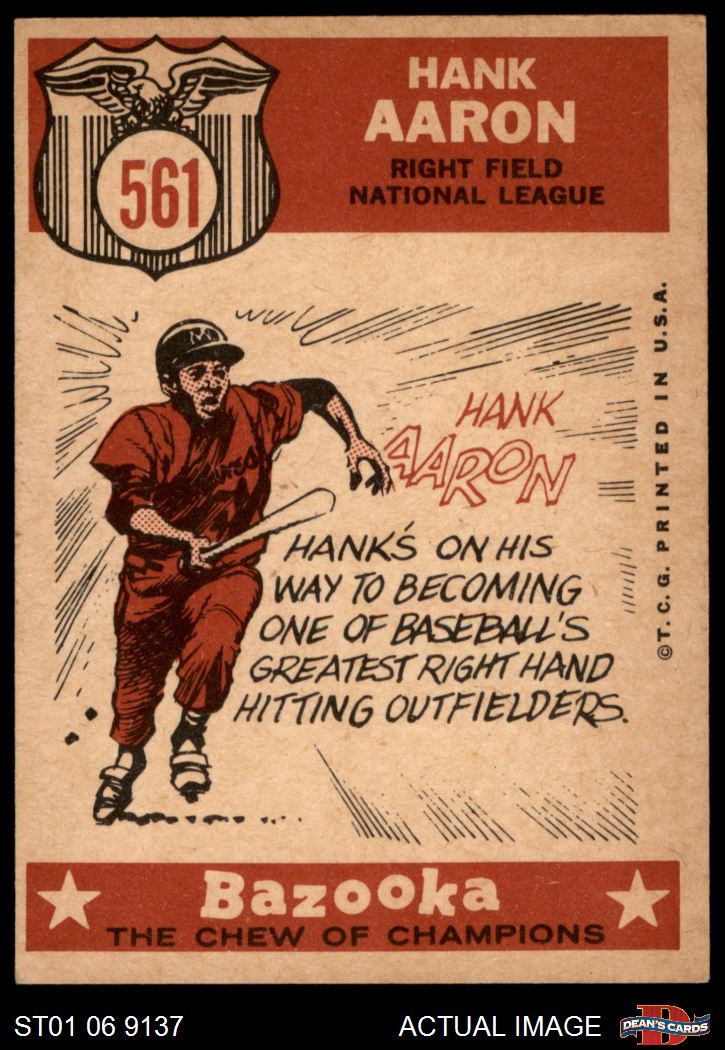 561
HANK
AARON
RIGHT FIELD
NATIONAL LEAGUE
M
HANK
AARON
HANK'S ON HIS
WAY TO BECOMING
ONE OF BASEBALL'S
GREATEST RIGHT HAND
HITTING OUTFIELDERS.
©T. C. G. PRINTED IN U.S.A.
Bazooka
THE CHEW OF CHAMPIONS
ST01 06 9137
ACTUAL IMAGE
D
DEAN'S CARDS